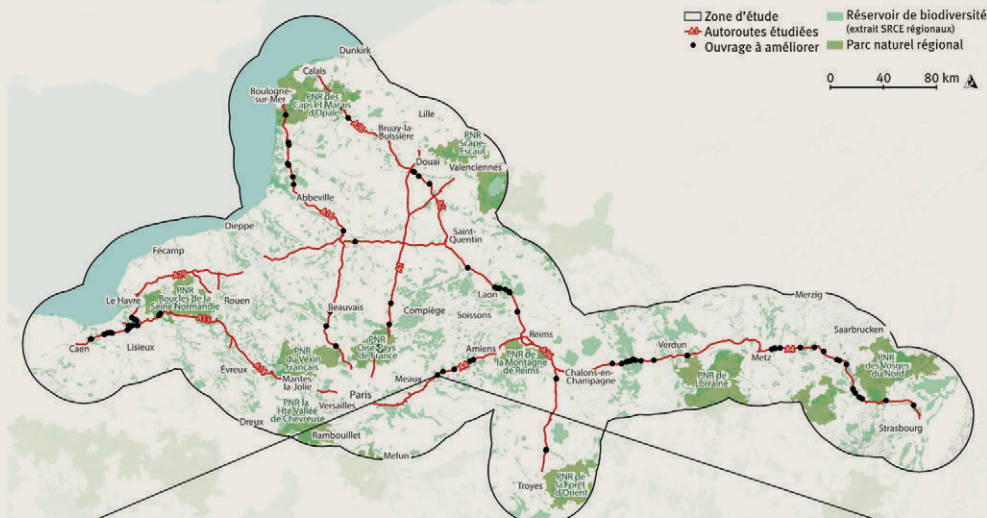 Zone d'étude
Autoroutes étudiées
Ouvrage à améliorer
Réservoir de biodiversité
(extrait SRCE régionaux)
Parc naturel régional
0 40 80 km
Dunkirk
Calais
Boulogne-
sur-Mer
PNR des
Caps et Marais
d'Opale
Lille
Bruay-la-
Buissière
A26
PNR
Scape-
Escaut
Douai
Valenciennes
A2
Abbeville
A16
Dieppe
Saint-
Quentin
Fécamp
A29
A1
Le Havre
PNR
Boucles de la
Seine Normandie
Rouen
Beauvais
Compiège
Laon
Soissons
Merzig
Caen
Lisieux
A13
PNR
Oise-Pays
de France
Amiens
Reims
Verdun
Saarbrucken
Évreux
PNR
du Vexin
Français
A4
PNR de
la Montagne
de Reims
Metz
A4
PNR
des Vosges
du Nord
Mantes-
la-Jolie
Meaux
Chalons-en-
Champagne
PNR de
Lorraine
Paris
Versailles
PNR la
Hte Vallée
de Chevreuse
Dreux
Rambouillet
Strasbourg
Melun
Troyes
PNR de
la Foret
d'Orient